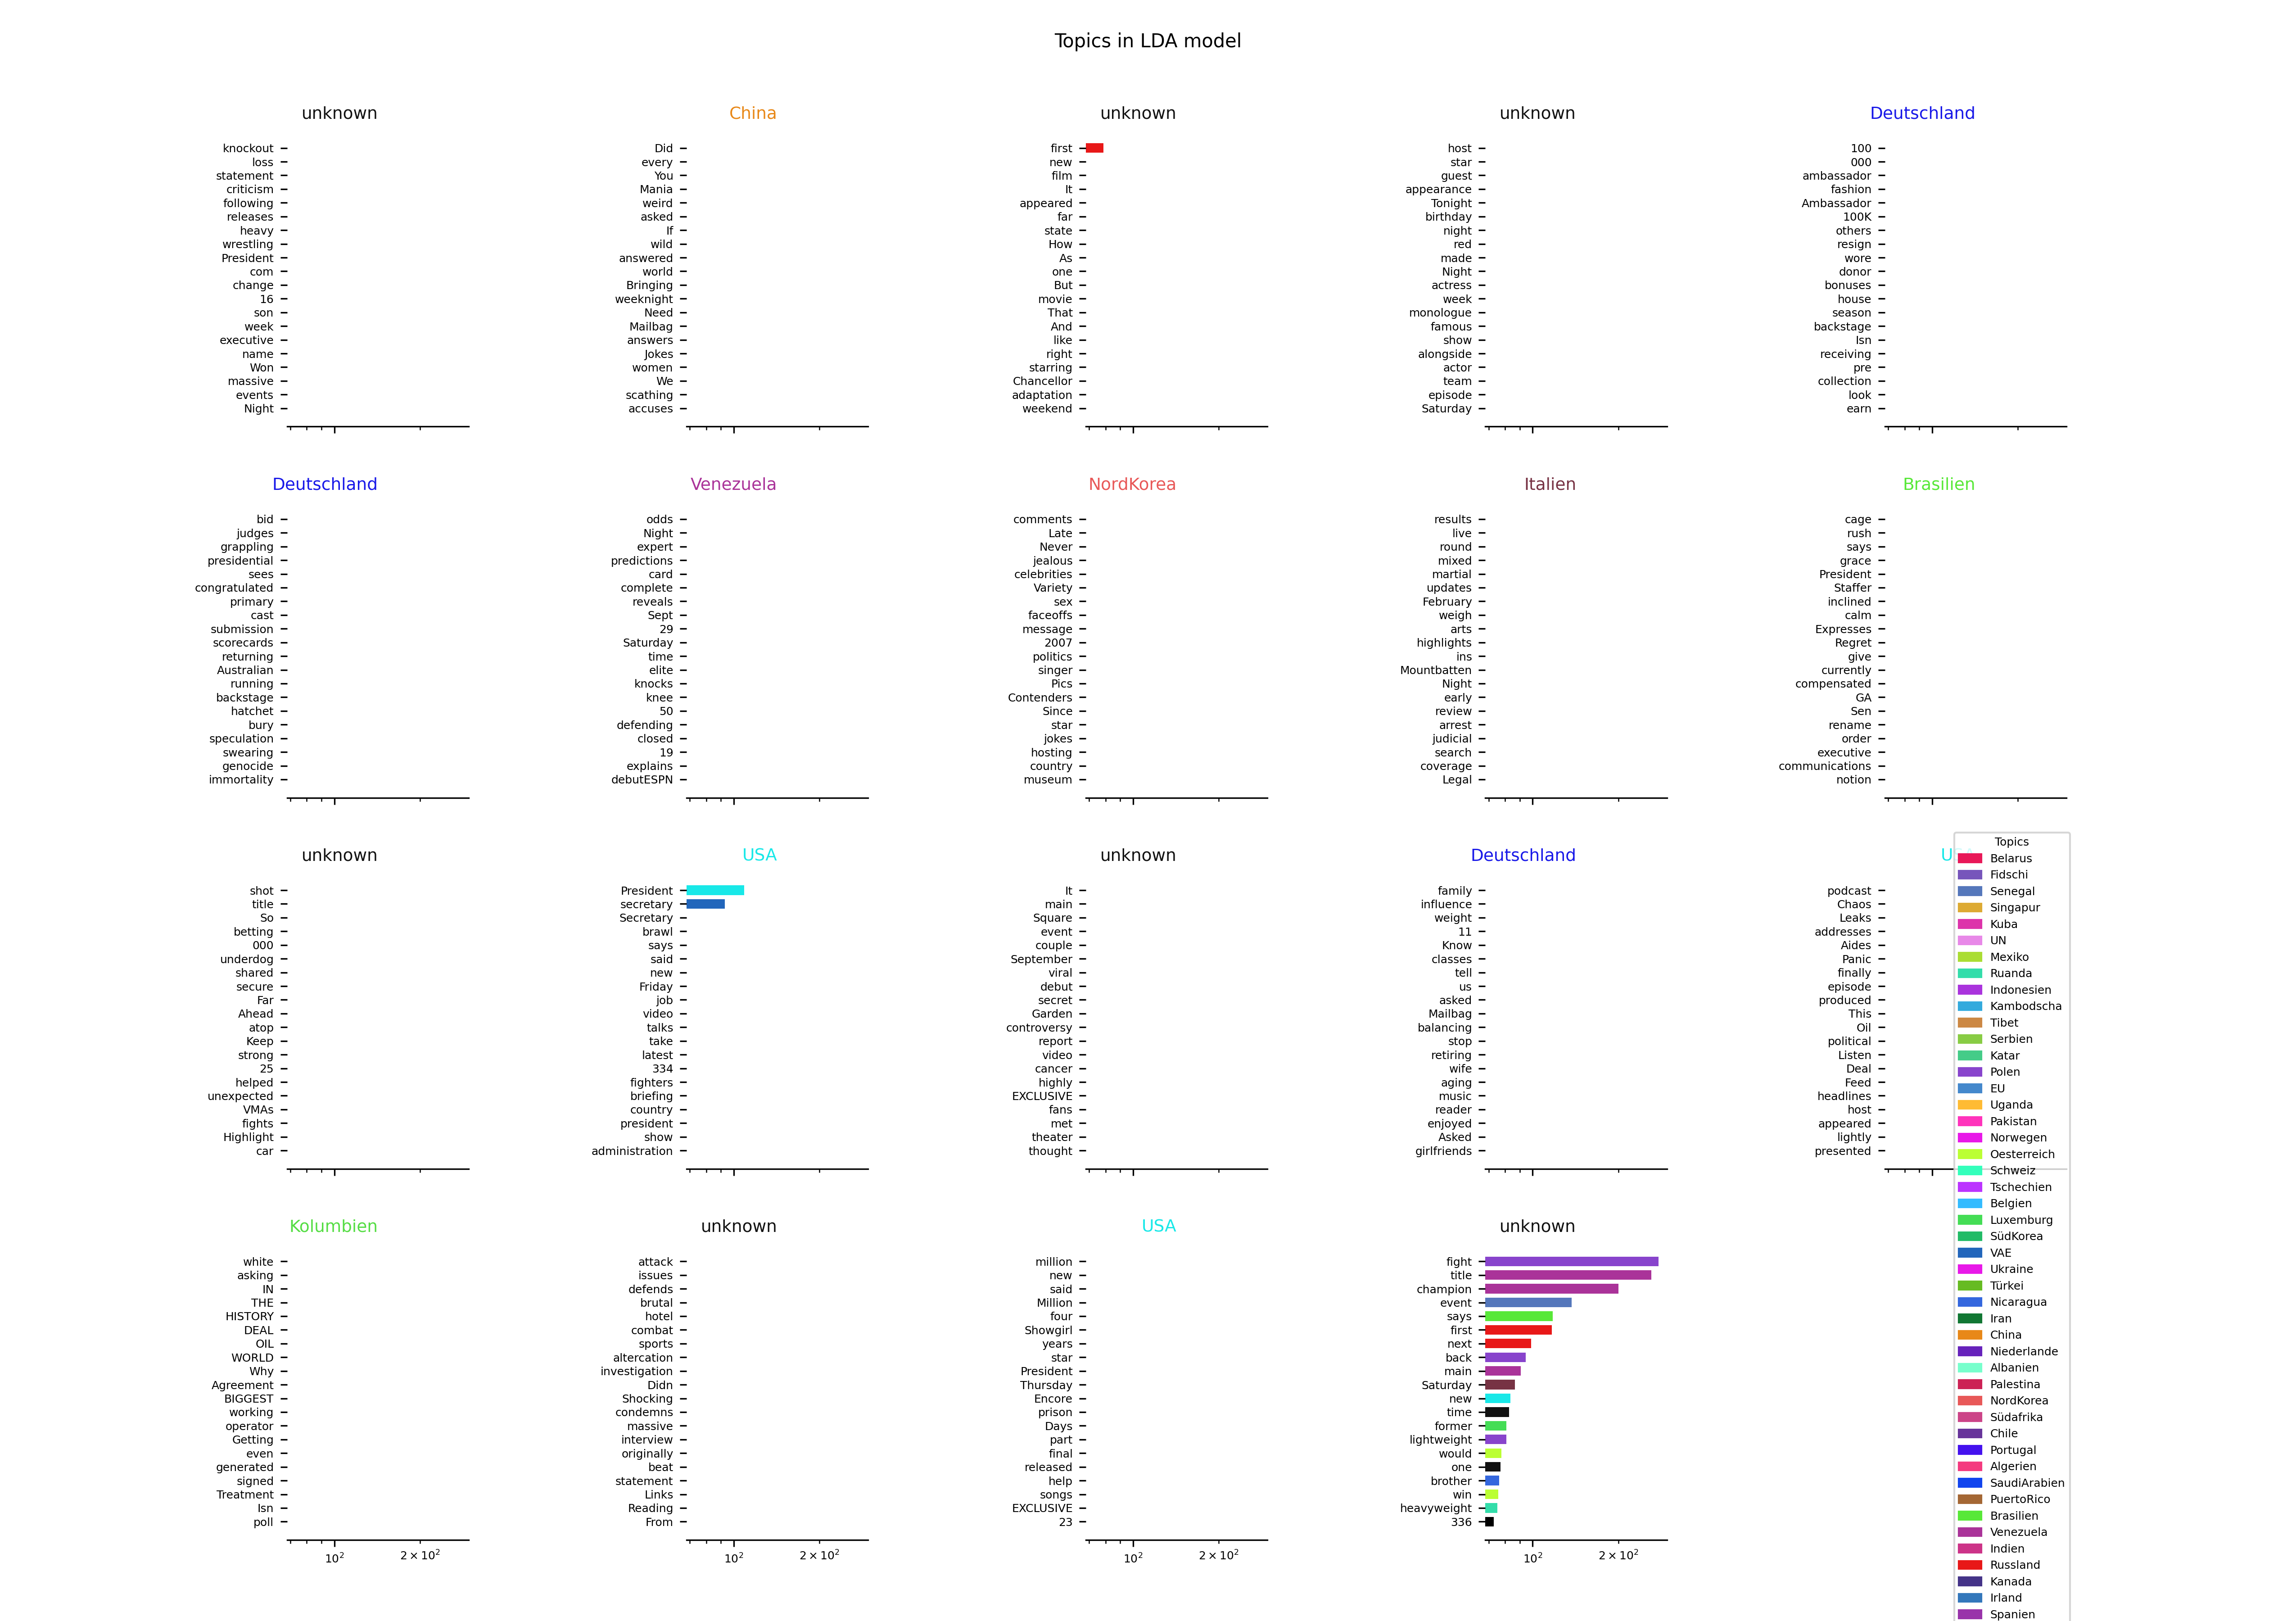 Topics in LDA model
unknown
knockout
loss
statement
criticism
following
releases
heavy
wrestling
President
com
change
16
son
week
executive
name
Won
massive
events
Night
China
Did
every
You
Mania
weird
asked
If
wild
answered
world
Bringing
weeknight
Need
Mailbag
answers
Jokes
women
We
scathing
accuses
unknown
first
new
film
It
appeared
far
state
How
As
one
But
movie
That
And
like
right
starring
Chancellor
adaptation
weekend
unknown
host
star
guest
appearance
Tonight
birthday
night
red
made
Night
actress
week
monologue
famous
show
alongside
actor
team
episode
Saturday
Deutschland
100
000
ambassador
fashion
Ambassador
100K
others
resign
wore
donor
bonuses
house
season
backstage
Isn
receiving
pre
collection
look
earn
Deutschland
bid
judges
grappling
presidential
sees
congratulated
primary
cast
submission
scorecards
returning
Australian
running
backstage
hatchet
bury
speculation
swearing
genocide
immortality
Venezuela
odds
Night
expert
predictions
card
complete
reveals
Sept
29
Saturday
time
elite
knocks
knee
50
defending
closed
19
explains
debutESPN
NordKorea
comments
Late
Never
jealous
celebrities
Variety
sex
faceoffs
message
2007
politics
singer
Pics
Contenders
Since
star
jokes
hosting
country
museum
Italien
results
live
round
mixed
martial
updates
February
weigh
arts
highlights
ins
Mountbatten
Night
early
review
arrest
judicial
search
coverage
Legal
Brasilien
cage
rush
says
grace
President
Staffer
inclined
calm
Expresses
Regret
give
currently
compensated
GA
Sen
rename
order
executive
communications
notion
unknown
shot
title
So
betting
000
underdog
shared
secure
Far
Ahead
atop
Keep
strong
25
helped
unexpected
VMAs
fights
Highlight
car
USA
President
secretary
Secretary
brawl
says
said
new
Friday
job
video
talks
take
latest
334
fighters
briefing
country
president
show
administration
unknown
It
main
Square
event
couple
September
viral
debut
secret
Garden
controversy
report
video
cancer
highly
EXCLUSIVE
fans
met
theater
thought
Deutschland
family
influence
weight
11
Know
classes
tell
us
asked
Mailbag
balancing
stop
retiring
wife
aging
music
reader
enjoyed
Asked
girlfriends
podcast
Chaos
Leaks
addresses
Aides
Panic
finally
episode
produced
This
Oil
political
Listen
Deal
Feed
headlines
host
appeared
lightly
presented
Kolumbien
white
asking
IN
THE
HISTORY
DEAL
OIL
WORLD
Why
Agreement
BIGGEST
working
operator
Getting
even
generated
signed
Treatment
Isn
poll
10² 2 × 10²
unknown
attack
issues
defends
brutal
hotel
combat
sports
altercation
investigation
Didn
Shocking
condemns
massive
interview
originally
beat
statement
Links
Reading
From
10² 2 × 10²
USA
million
new
said
Million
four
Showgirl
years
star
President
Thursday
Encore
prison
Days
part
final
released
help
songs
EXCLUSIVE
23
10² 2 × 10²
unknown
fight
title
champion
event
says
first
next
back
main
Saturday
new
time
former
lightweight
would
one
brother
win
heavyweight
336
10² 2 × 10²
Topics
Belarus
Fidschi
Senegal
Singapur
Kuba
UN
Mexiko
Ruanda
Indonesien
Kambodscha
Tibet
Serbien
Katar
Polen
EU
Uganda
Pakistan
Norwegen
Oesterreich
Schweiz
Tschechien
Belgien
Luxemburg
SüdKorea
VAE
Ukraine
Türkei
Nicaragua
Iran
China
Niederlande
Albanien
Palestina
NordKorea
Südafrika
Chile
Portugal
Algerien
SaudiArabien
PuertoRico
Brasilien
Venezuela
Indien
Russland
Kanada
Irland
Spanien